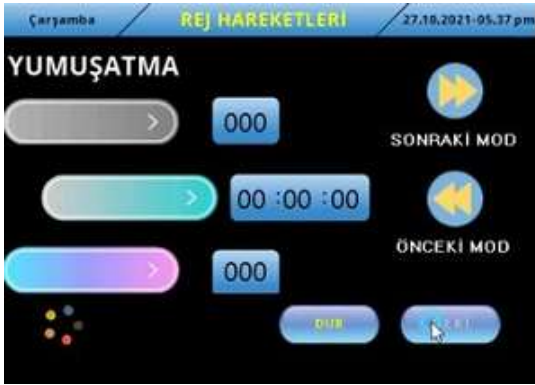 Çarşamba
REJ HAREKETLERİ
27.10.2021-05.37 pm
YUMUŞATMA
000
SONRAKİ MOD
00 :00 :00
ÖNCEKİ MOD
000
DUR